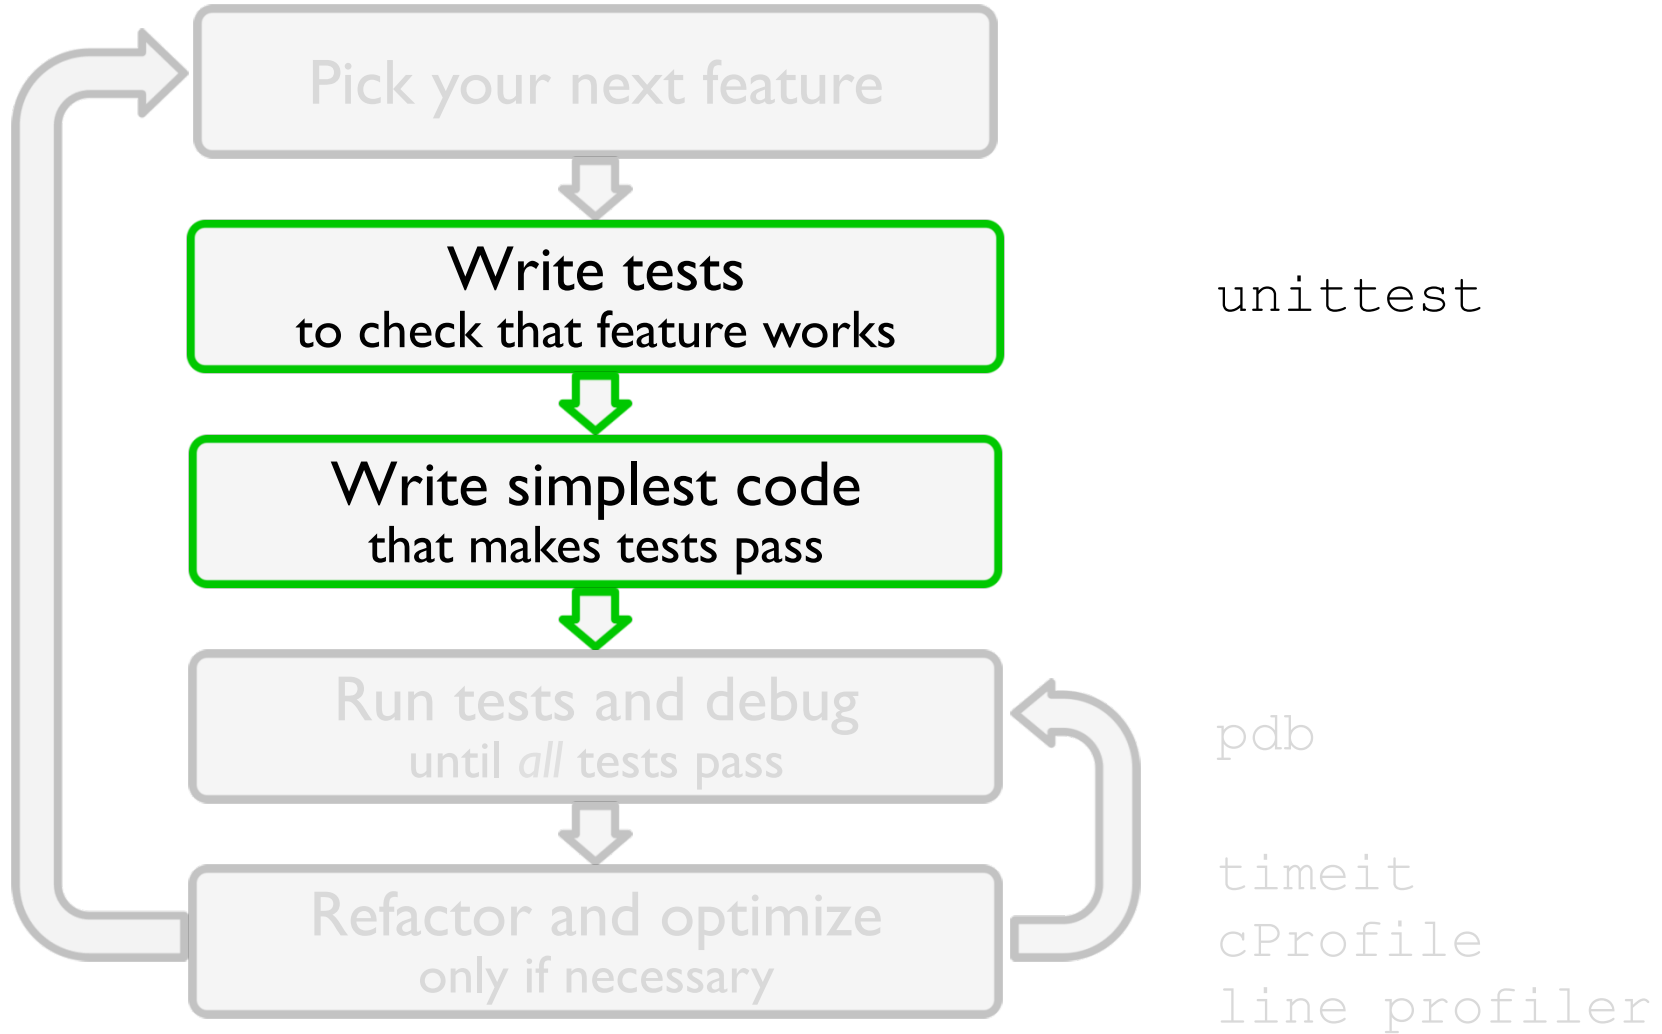 Pick your next feature
Write tests
to check that feature works
unittest
Write simplest code
that makes tests pass
Run tests and debug
until all tests pass
pdb
Refactor and optimize
only if necessary
timeit
cProfile
line profiler